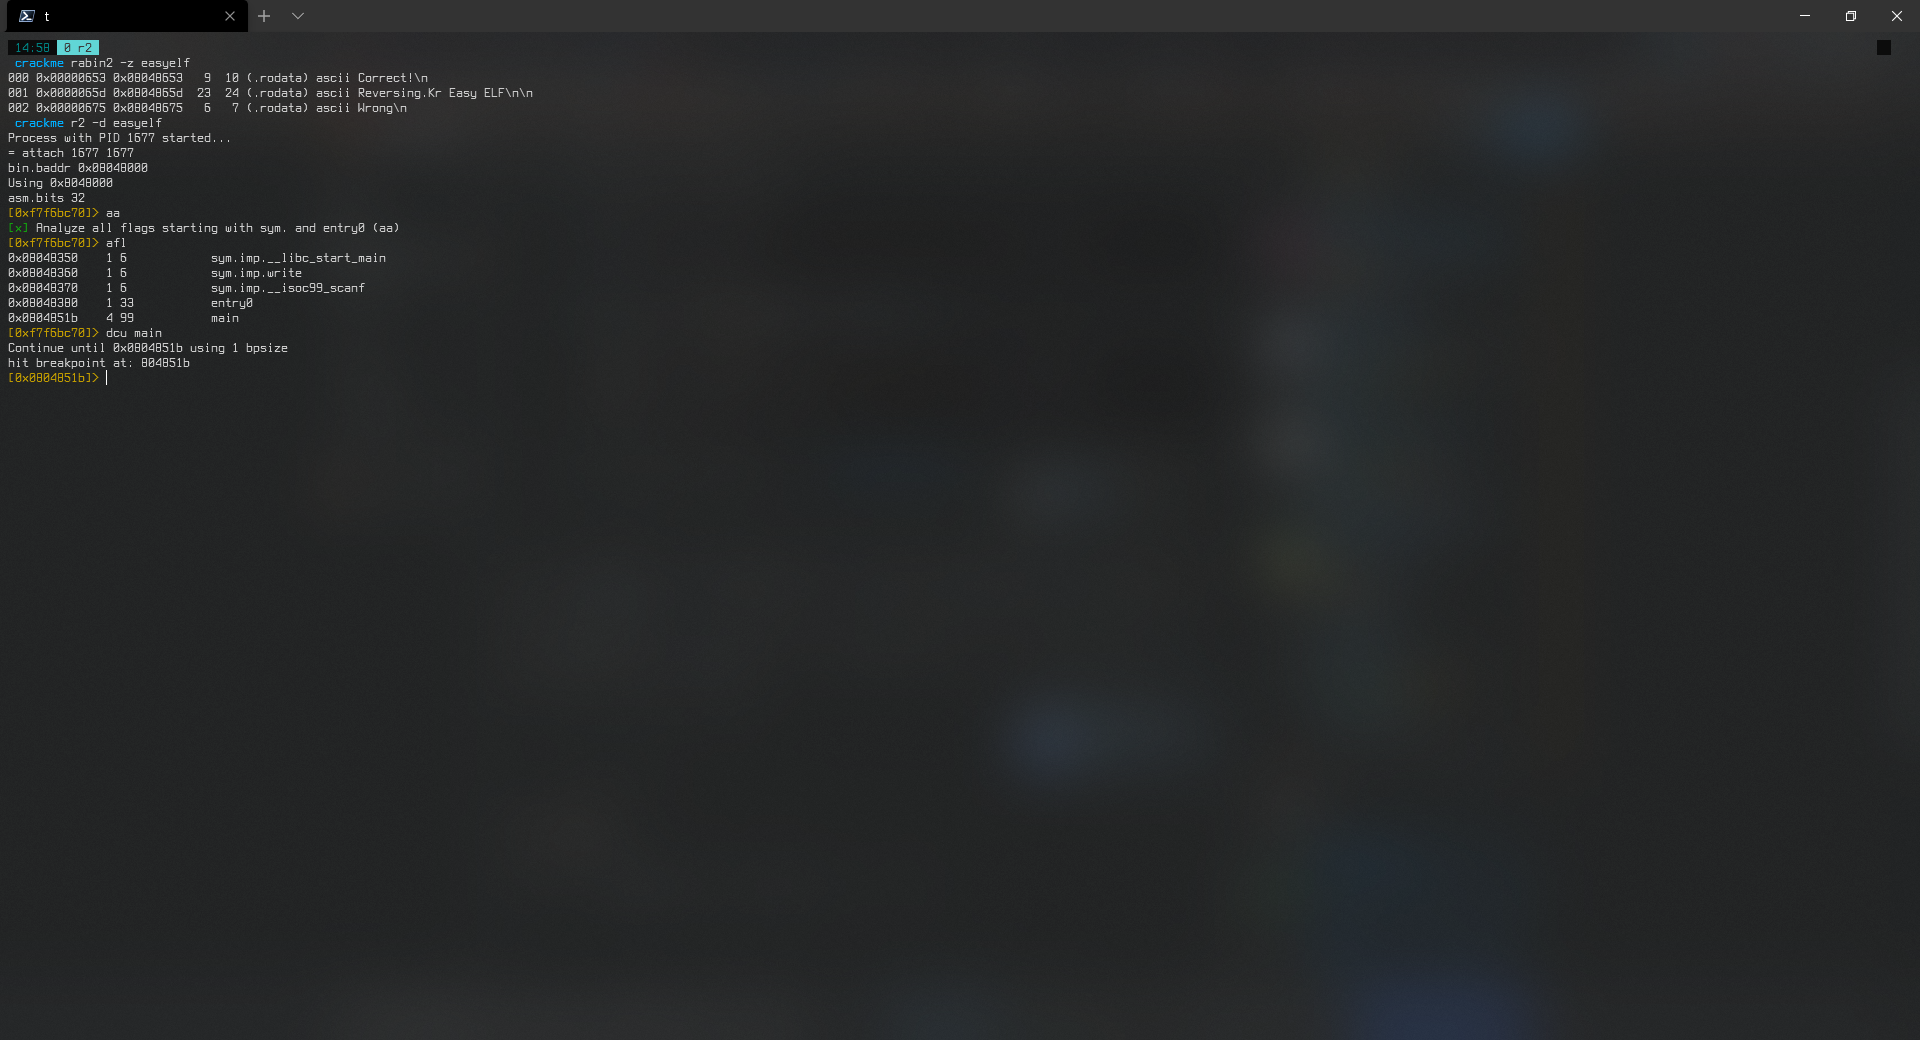 t
14:58 0 r2
crackme rabin2 -z easyelf
000 0x00000653 0x08048653 9 10 (.rodata) ascii Correct!\n
001 0x0000065d 0x0804865d 23 24 (.rodata) ascii Reversing.Kr Easy ELF\n\n
002 0x00000675 0x08048675 6 7 (.rodata) ascii Wrong\n
crackme r2 -d easyelf
Process with PID 1677 started...
= attach 1677 1677
bin.baddr 0x08048000
Using 0x8048000
asm.bits 32
[0xf7f6bc70]> aa
[x] Analyze all flags starting with sym. and entry0 (aa)
[0xf7f6bc70]> afl
0x08048350 1 6 sym.imp.__libc_start_main
0x08048360 1 6 sym.imp.write
0x08048370 1 6 sym.imp.__isoc99_scanf
0x08048380 1 33 entry0
0x0804851b 4 99 main
[0xf7f6bc70]> dcu main
Continue until 0x0804851b using 1 bpsize
hit breakpoint at: 804851b
[0x0804851b]>